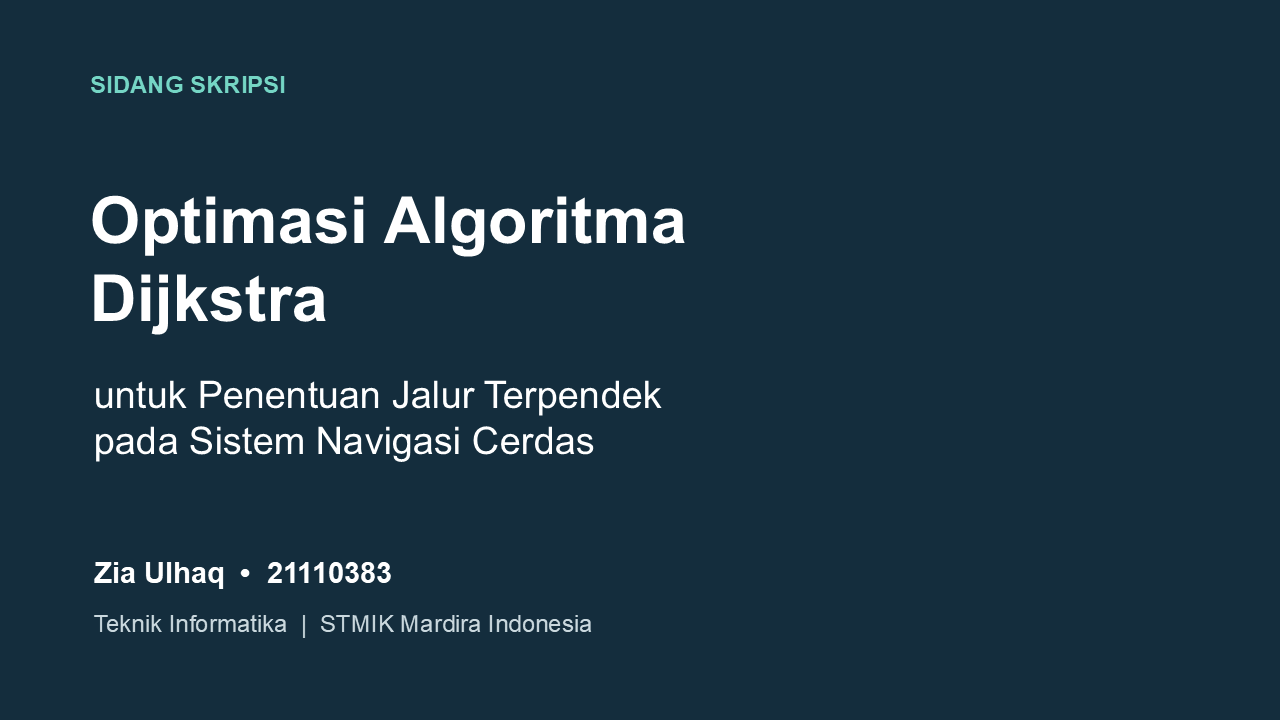 SIDANG SKRIPSI
Optimasi Algoritma
Dijkstra
untuk Penentuan Jalur Terpendek
pada Sistem Navigasi Cerdas
Zia Ulhaq • 21110383
Teknik Informatika | STMIK Mardira Indonesia